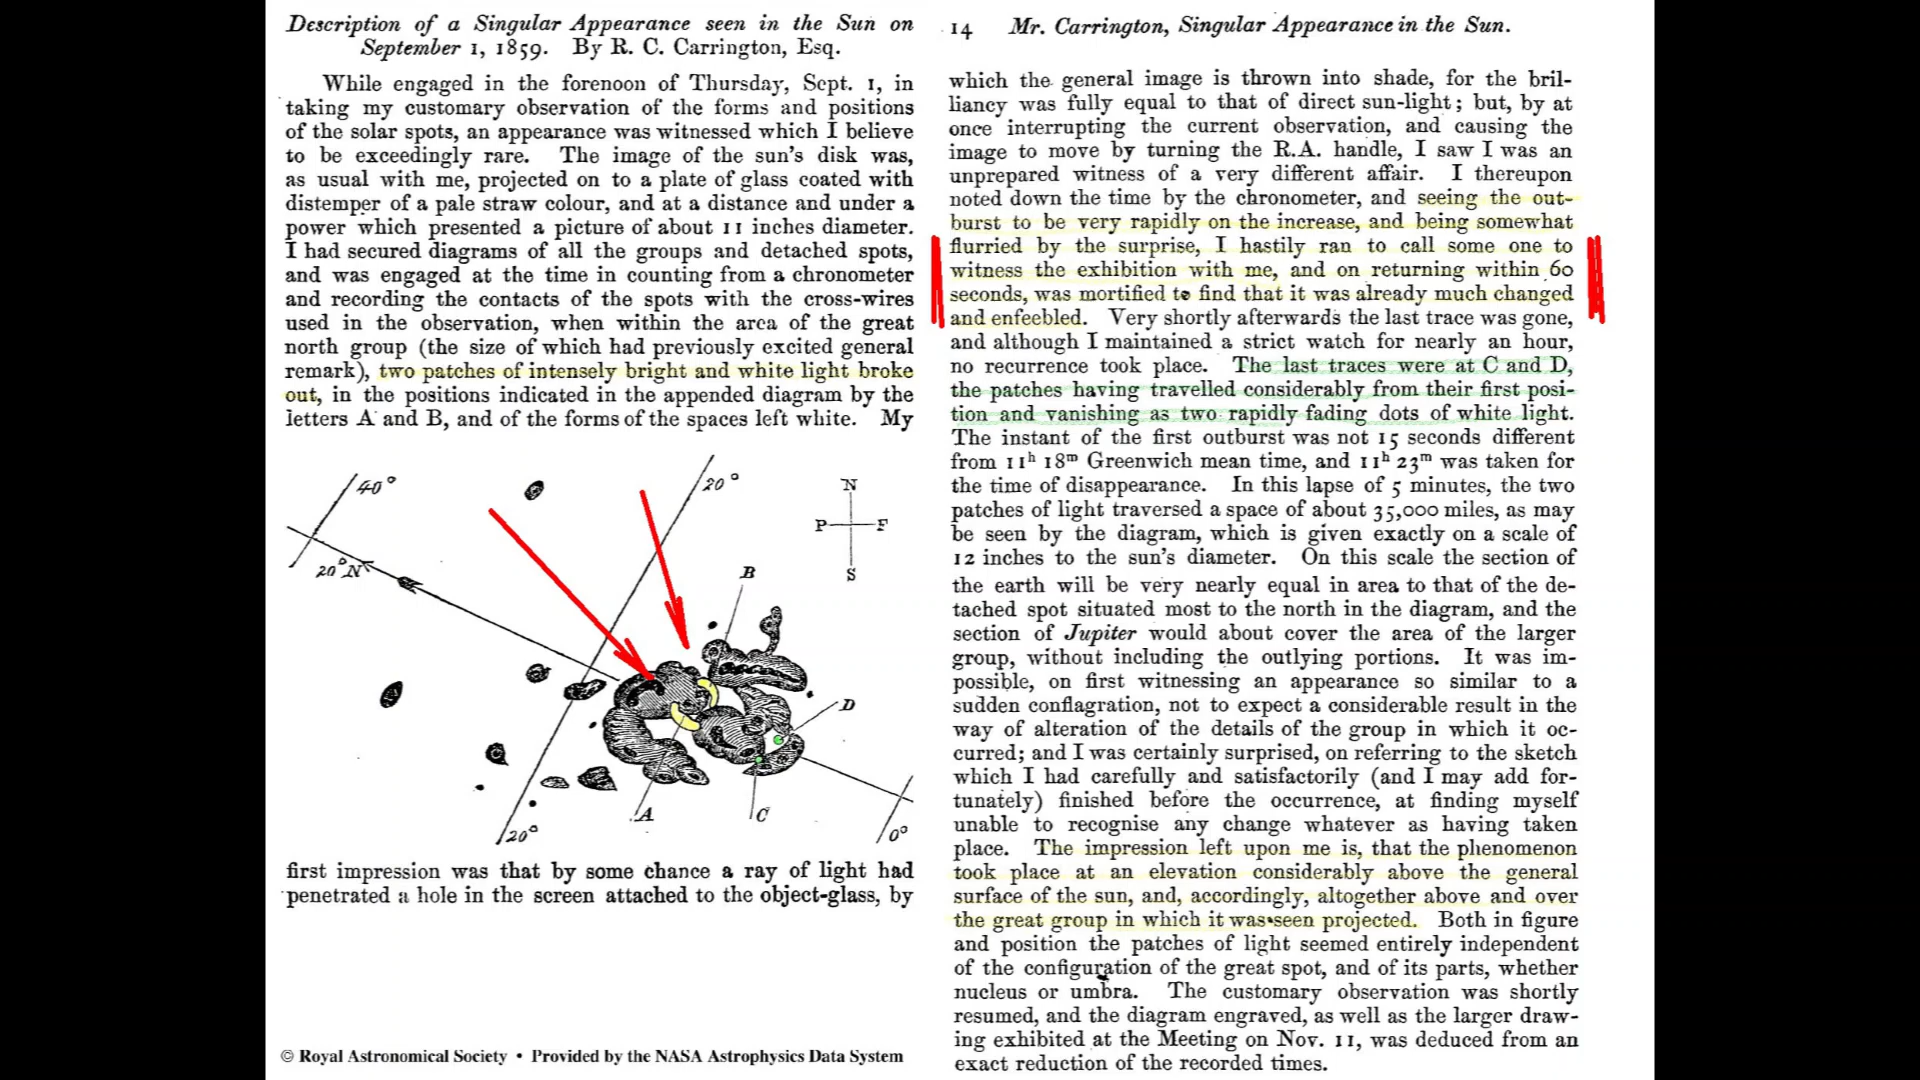 Description of a Singular Appearance seen in the Sun on
September 1, 1859. By R. C. Carrington, Esq.
While engaged in the forenoon of Thursday, Sept. 1, in
taking my customary observation of the forms and positions
of the solar spots, an appearance was witnessed which I believe
to be exceedingly rare. The image of the sun's disk was,
as usual with me, projected on to a plate of glass coated with
distemper of a pale straw colour, and at a distance and under a
power which presented a picture of about 11 inches diameter.
I had secured diagrams of all the groups and detached spots,
and was engaged at the time in counting from a chronometer
and recording the contacts of the spots with the cross-wires
used in the observation, when within the area of the great
north group (the size of which had previously excited general
remark), two patches of intensely bright and white light broke
out, in the positions indicated in the appended diagram by the
letters A and B, and of the forms of the spaces left white. My
40°
20°
N
P F
S
20° N
B
D
A
C
20°
0°
first impression was that by some chance a ray of light had
penetrated a hole in the screen attached to the object-glass, by
© Royal Astronomical Society • Provided by the NASA Astrophysics Data System
14 Mr. Carrington, Singular Appearance in the Sun.
which the general image is thrown into shade, for the bril-
liancy was fully equal to that of direct sun-light; but, by at
once interrupting the current observation, and causing the
image to move by turning the R.A. handle, I saw I was an
unprepared witness of a very different affair. I thereupon
noted down the time by the chronometer, and seeing the out-
burst to be very rapidly on the increase, and being somewhat
flurried by the surprise, I hastily ran to call some one to
witness the exhibition with me, and on returning within 60
seconds, was mortified to find that it was already much changed
and enfeebled. Very shortly afterwards the last trace was gone,
and although I maintained a strict watch for nearly an hour,
no recurrence took place. The last traces were at C and D,
the patches having travelled considerably from their first posi-
tion and vanishing as two rapidly fading dots of white light.
The instant of the first outburst was not 15 seconds different
from 11h 18m Greenwich mean time, and 11h 23m was taken for
the time of disappearance. In this lapse of 5 minutes, the two
patches of light traversed a space of about 35,000 miles, as may
be seen by the diagram, which is given exactly on a scale of
12 inches to the sun's diameter. On this scale the section of
the earth will be very nearly equal in area to that of the de-
tached spot situated most to the north in the diagram, and the
section of Jupiter would about cover the area of the larger
group, without including the outlying portions. It was im-
possible, on first witnessing an appearance so similar to a
sudden conflagration, not to expect a considerable result in the
way of alteration of the details of the group in which it oc-
curred; and I was certainly surprised, on referring to the sketch
which I had carefully and satisfactorily (and I may add for-
tunately) finished before the occurrence, at finding myself
unable to recognise any change whatever as having taken
place. The impression left upon me is, that the phenomenon
took place at an elevation considerably above the general
surface of the sun, and, accordingly, altogether above and over
the great group in which it was seen projected. Both in figure
and position the patches of light seemed entirely independent
of the configuration of the great spot, and of its parts, whether
nucleus or umbra. The customary observation was shortly
resumed, and the diagram engraved, as well as the larger draw-
ing exhibited at the Meeting on Nov. 11, was deduced from an
exact reduction of the recorded times.